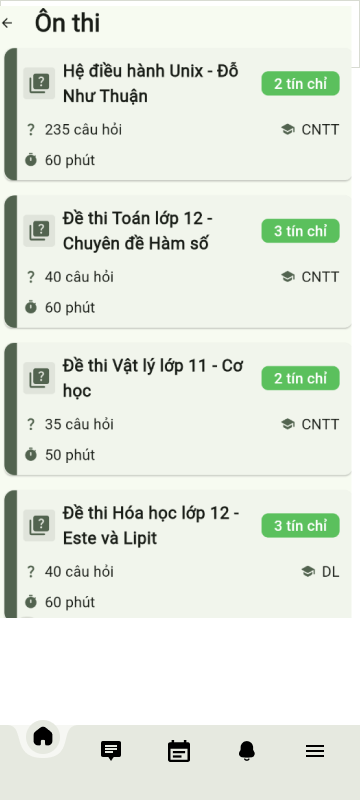 Ôn thi
Hệ điều hành Unix - Đỗ
Như Thuận
2 tín chỉ
235 câu hỏi
CNTT
60 phút
Đề thi Toán lớp 12 -
Chuyên đề Hàm số
3 tín chỉ
40 câu hỏi
CNTT
60 phút
Đề thi Vật lý lớp 11 - Cơ
học
2 tín chỉ
35 câu hỏi
CNTT
50 phút
Đề thi Hóa học lớp 12 -
Este và Lipit
3 tín chỉ
40 câu hỏi
DL
60 phút